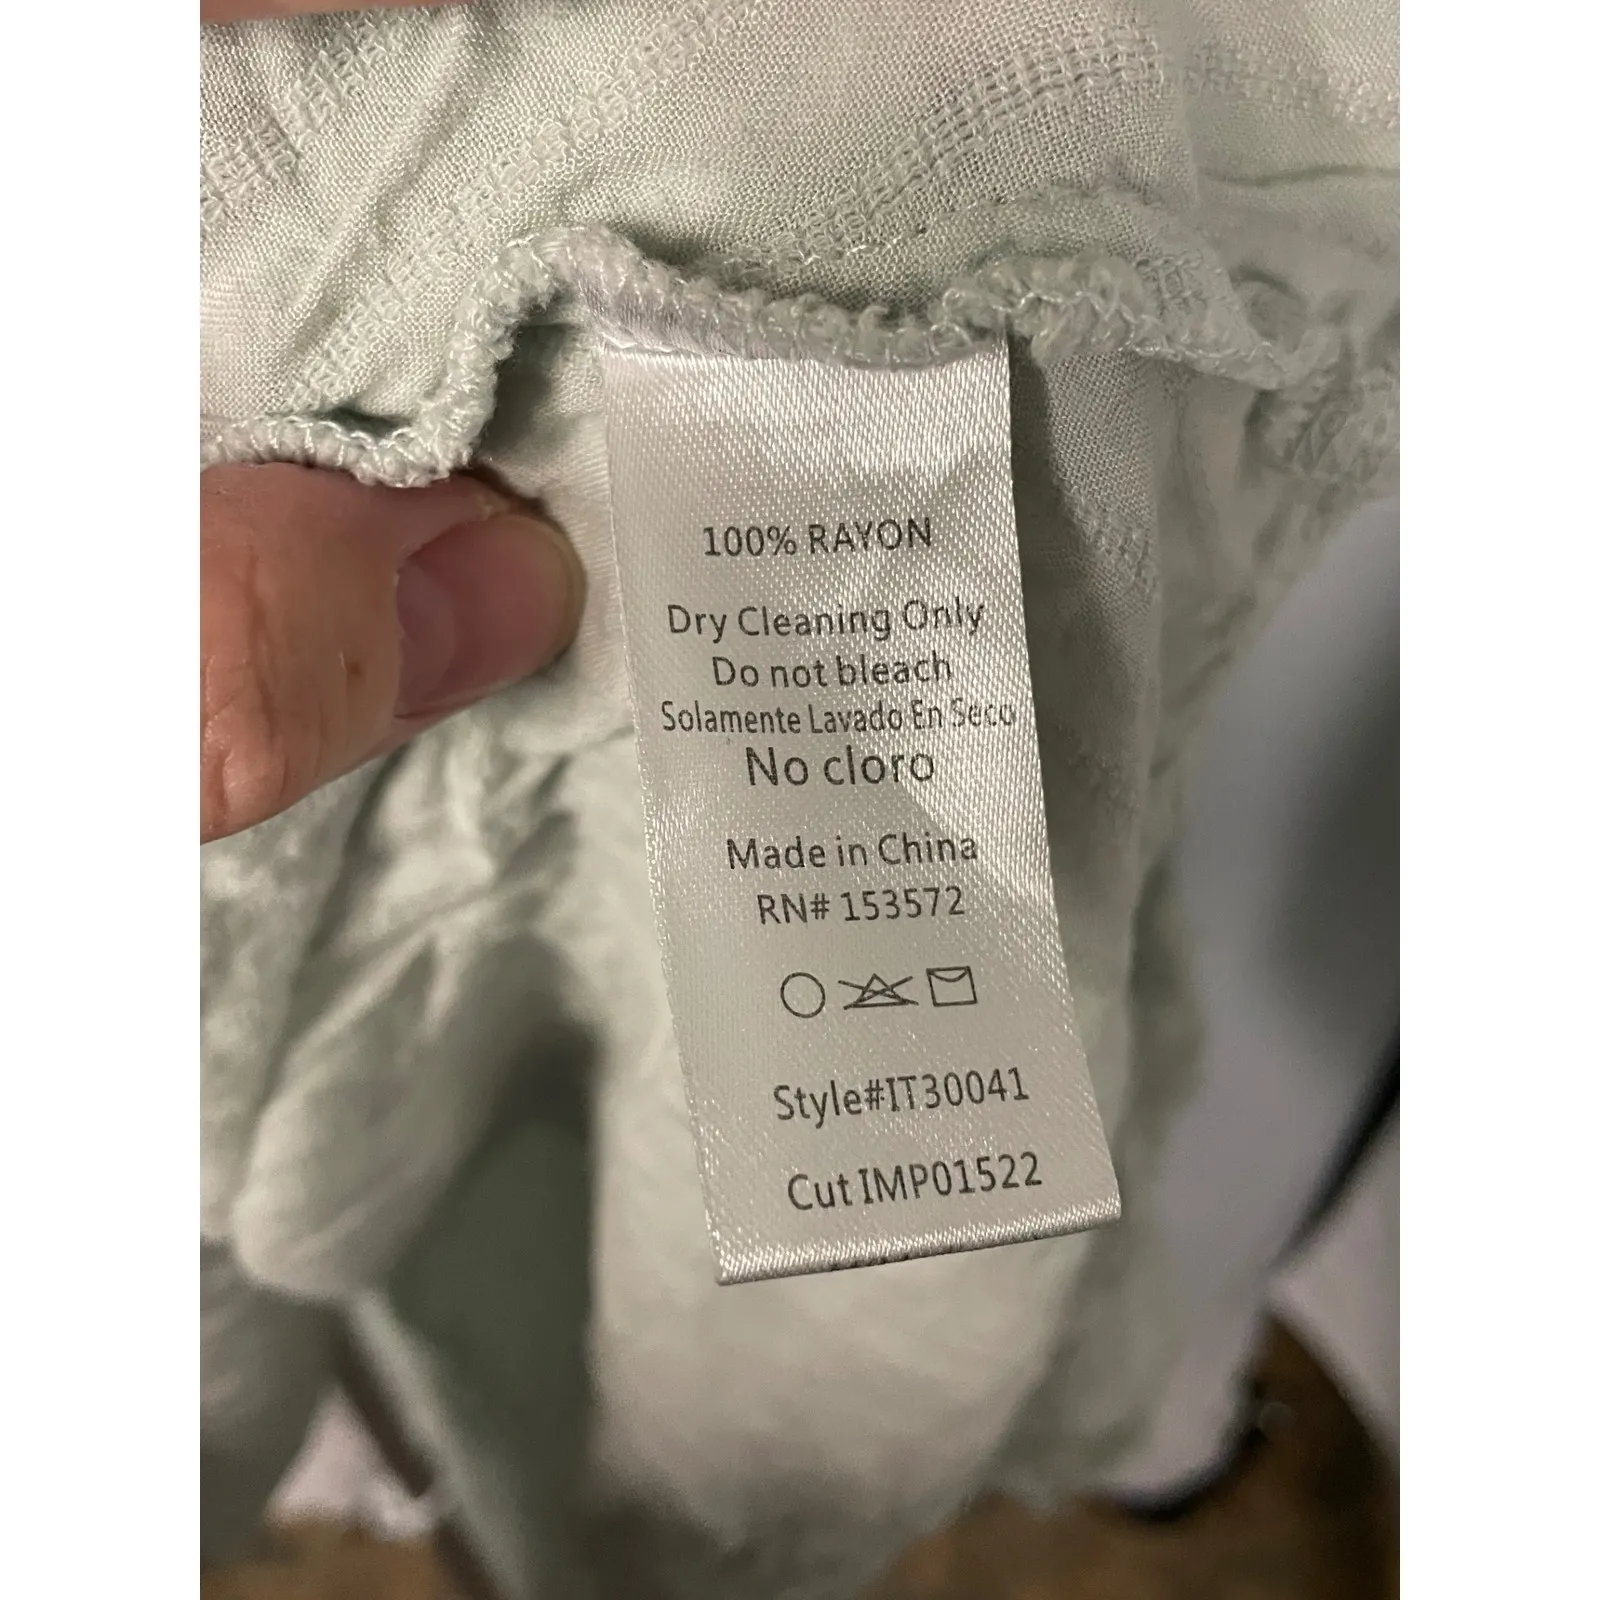 100% RAYON
Dry Cleaning Only
Do not bleach
Solamente Lavado En Seco
No cloro
Made in China
RN# 153572
Style#IT30041
Cut IMP01522